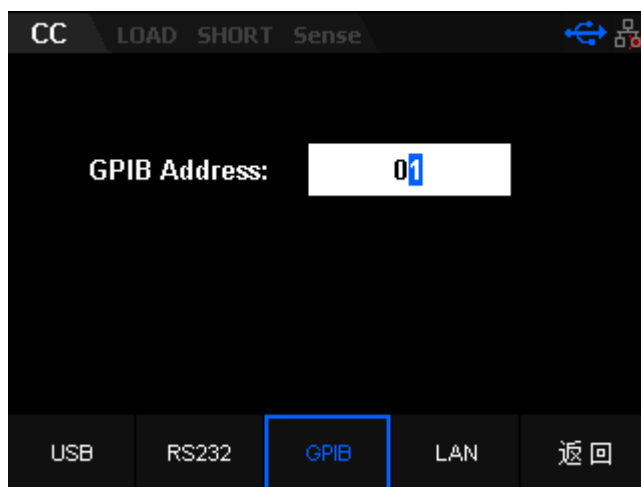 CC LOAD SHORT Sense
GPIB Address: 01
USB RS232 GPIB LAN 返回